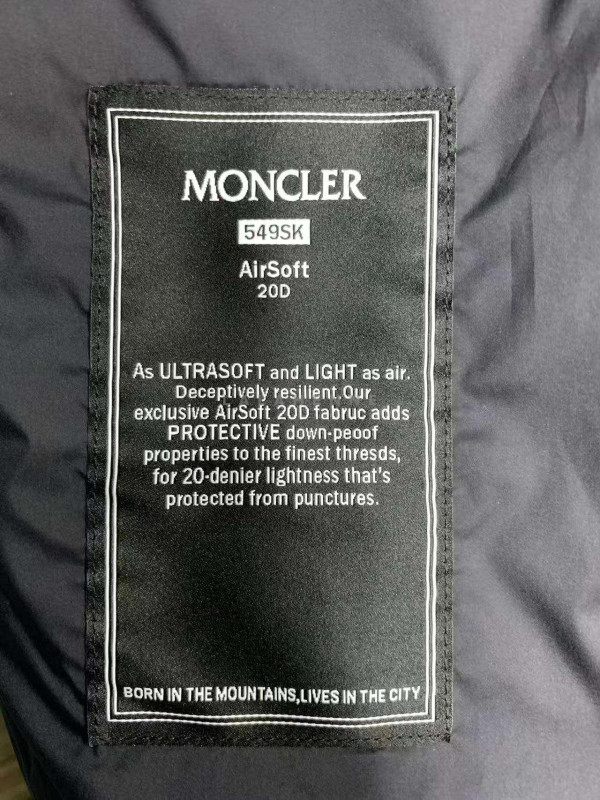 MONCLER
549SK
AirSoft
20D
As ULTRASOFT and LIGHT as air.
Deceptively resilient.Our
exclusive AirSoft 20D fabruc adds
PROTECTIVE down-peoof
properties to the finest thresds,
for 20-denier lightness that's
protected from punctures.
BORN IN THE MOUNTAINS,LIVES IN THE CITY